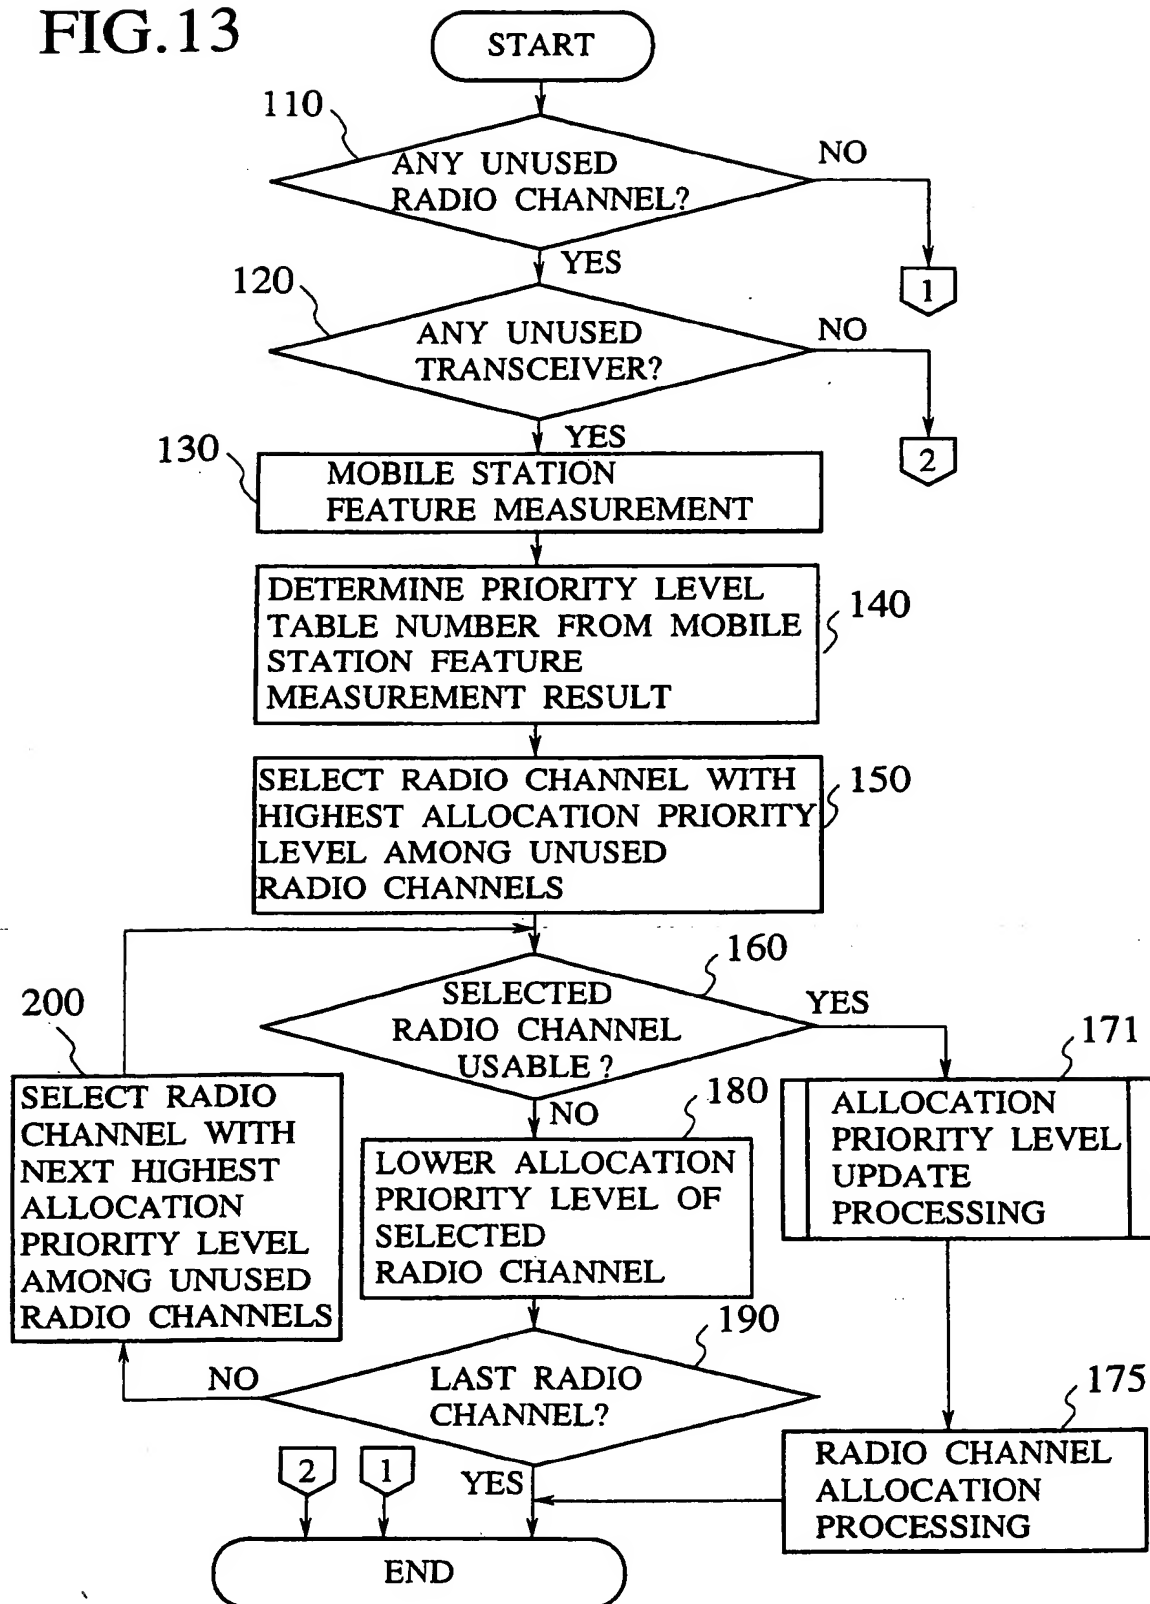 FIG.13
START
110
ANY UNUSED
RADIO CHANNEL?
NO
YES
1
120
ANY UNUSED
TRANSCEIVER?
NO
YES
2
130
MOBILE STATION
FEATURE MEASUREMENT
DETERMINE PRIORITY LEVEL
TABLE NUMBER FROM MOBILE
STATION FEATURE
MEASUREMENT RESULT
140
SELECT RADIO CHANNEL WITH
HIGHEST ALLOCATION PRIORITY
LEVEL AMONG UNUSED
RADIO CHANNELS
150
160
SELECTED
RADIO CHANNEL
USABLE ?
YES
NO
200
SELECT RADIO
CHANNEL WITH
NEXT HIGHEST
ALLOCATION
PRIORITY LEVEL
AMONG UNUSED
RADIO CHANNELS
180
LOWER ALLOCATION
PRIORITY LEVEL OF
SELECTED
RADIO CHANNEL
171
ALLOCATION
PRIORITY LEVEL
UPDATE
PROCESSING
190
LAST RADIO
CHANNEL?
NO
YES
175
RADIO CHANNEL
ALLOCATION
PROCESSING
2
1
END